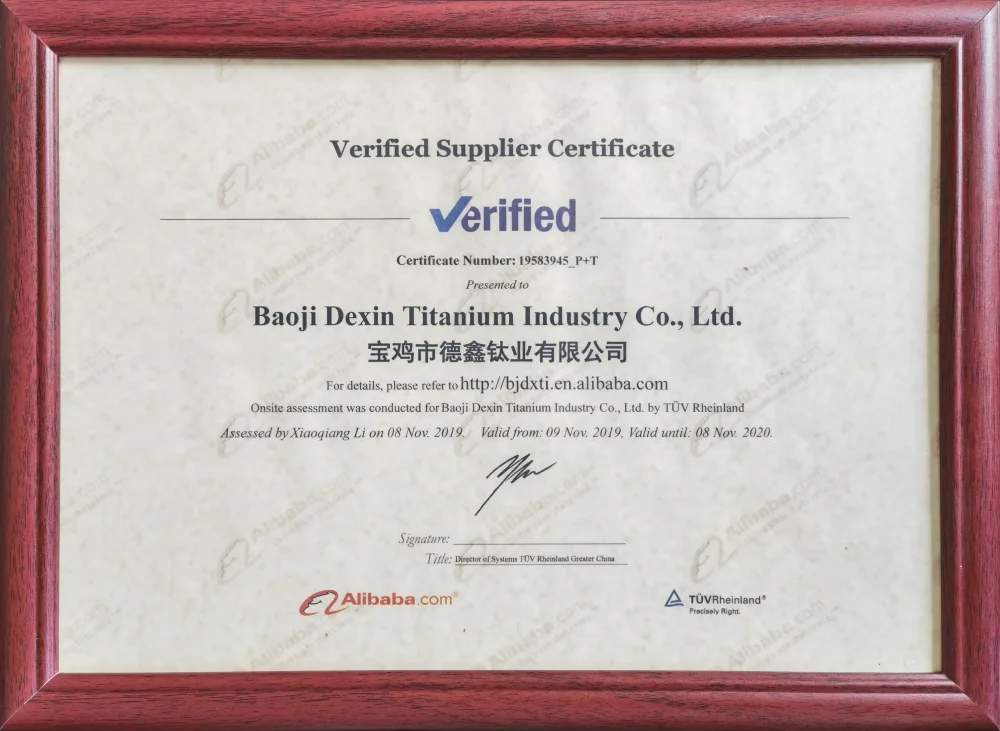 Verified Supplier Certificate
Verified
Certificate Number: 19583945_P+T
Presented to
Baoji Dexin Titanium Industry Co., Ltd.
宝鸡市德鑫钛业有限公司
For details, please refer to http://bjdxti.en.alibaba.com
Onsite assessment was conducted for Baoji Dexin Titanium Industry Co., Ltd. by TÜV Rheinland
Assessed by Xiaoqiang Li on 08 Nov. 2019. Valid from: 09 Nov. 2019, Valid until: 08 Nov. 2020.
Signature:
Title: Director of Systems TÜV Rheinland Greater China
Alibaba.com®
TÜVRheinland®
Precisely Right.